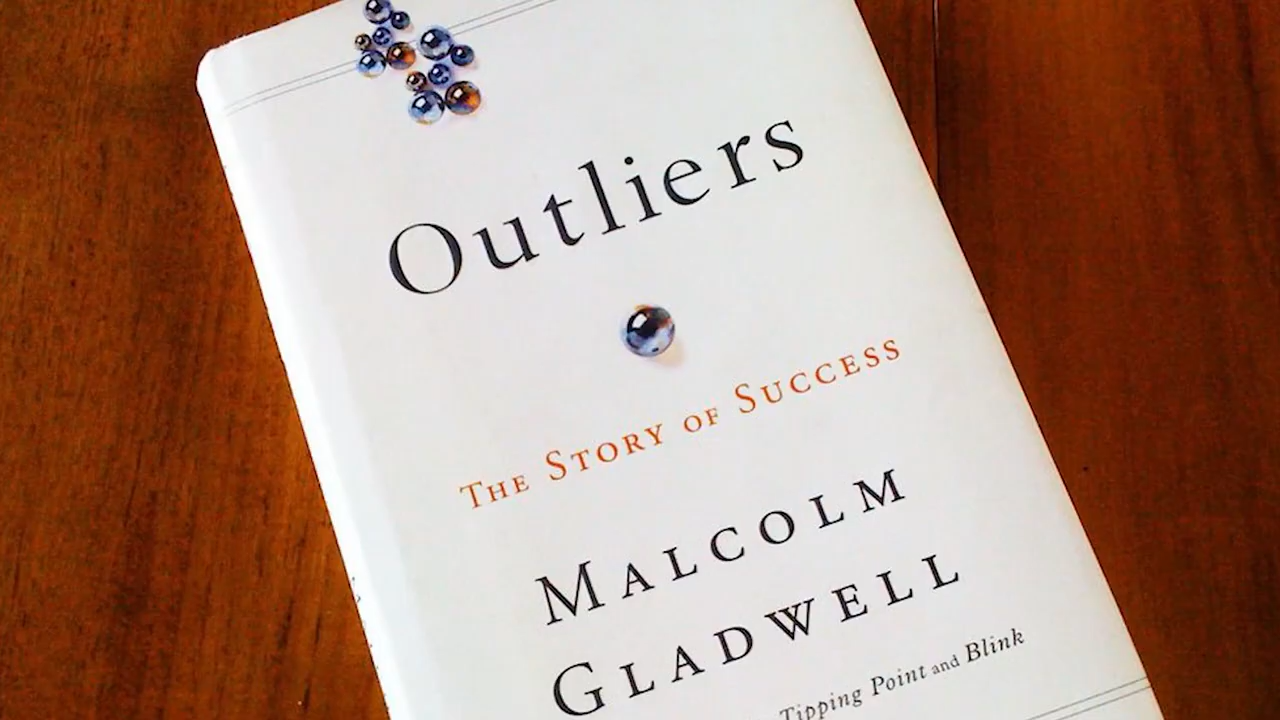 Outliers
The Story of Success
Malcolm
Gladwell
Tipping Point and Blink